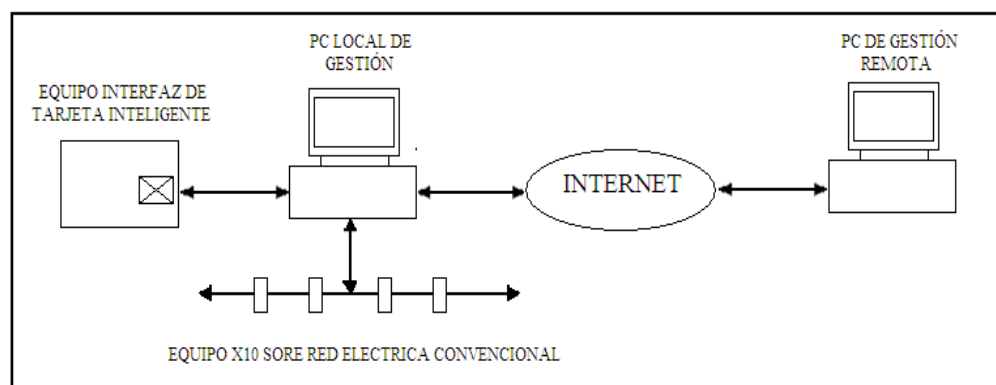 PC LOCAL DE
GESTIÓN
PC DE GESTIÓN
REMOTA
EQUIPO INTERFAZ DE
TARJETA INTELIGENTE
INTERNET
EQUIPO X10 SORE RED ELECTRICA CONVENCIONAL